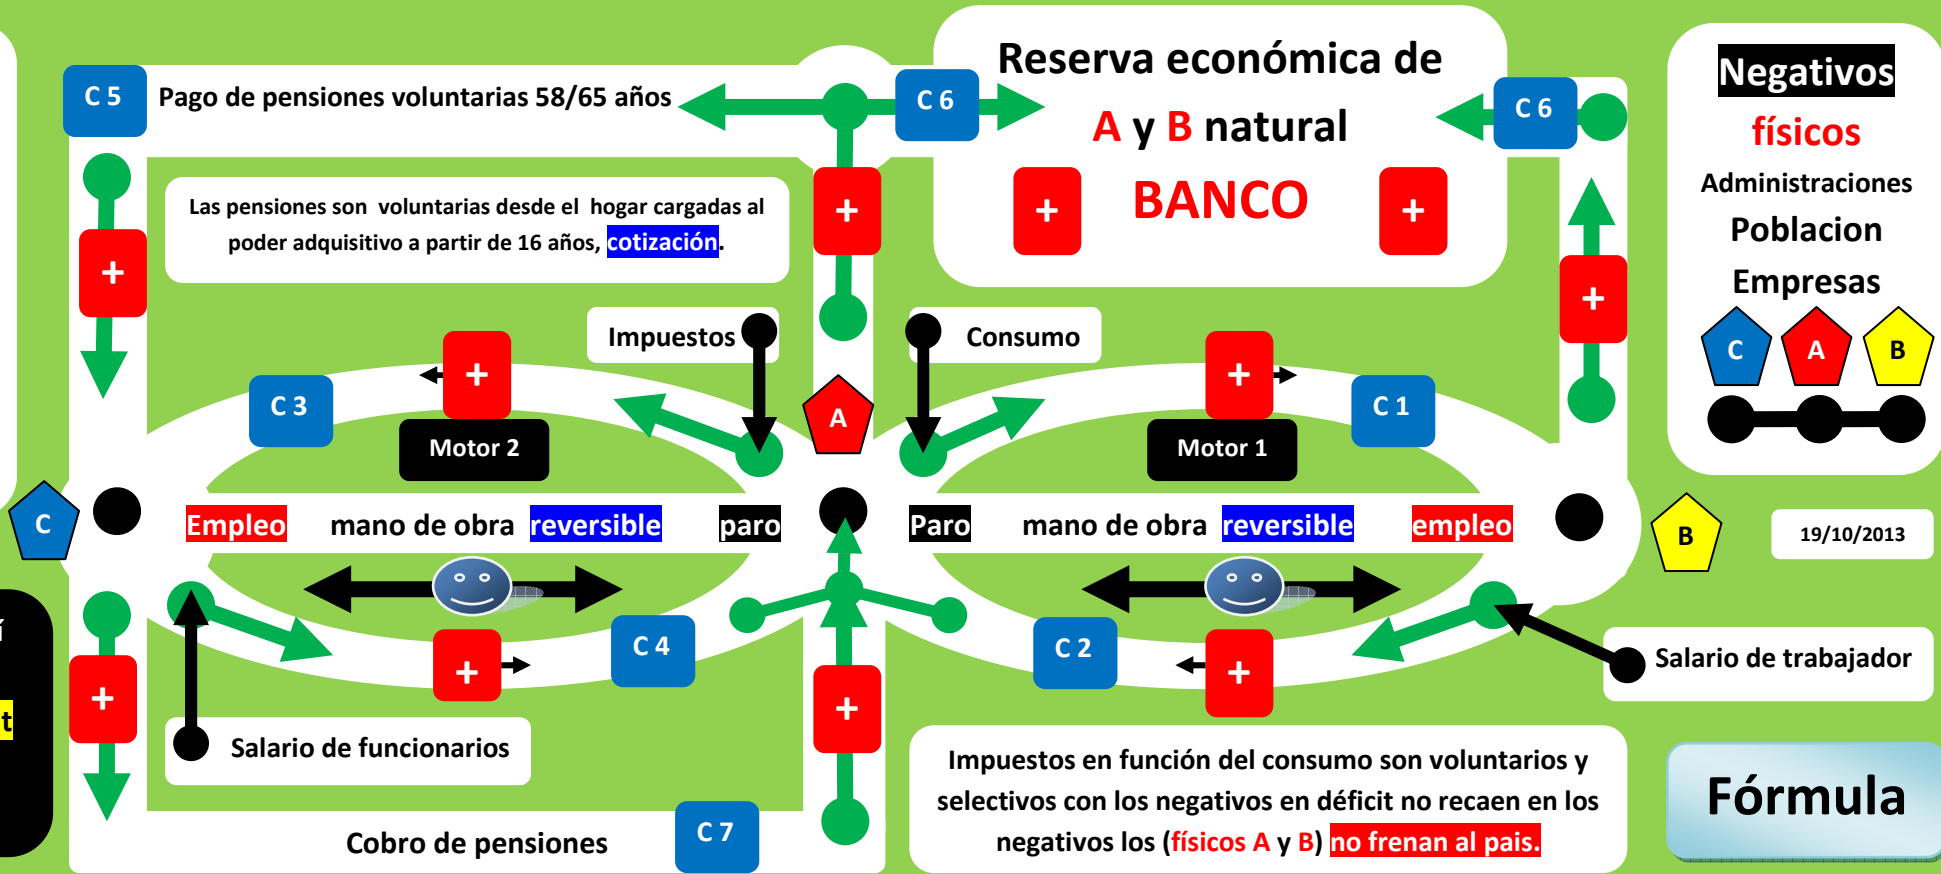 C 5
Pago de pensiones voluntarias 58/65 años
C 6
Reserva económica de
A y B natural
BANCO
+
+
C 6
Negativos
físicos
Administraciones
Poblacion
Empresas
C
A
B
Las pensiones son voluntarias desde el hogar cargadas al
poder adquisitivo a partir de 16 años, cotización.
+
+
+
Impuestos
Consumo
C 3
+
Motor 2
A
+
Motor 1
C 1
C
Empleo mano de obra reversible paro
Paro mano de obra reversible empleo
B
19/10/2013
í
t
+
+
C 4
+
C 2
+
Salario de trabajador
Salario de funcionarios
Impuestos en función del consumo son voluntarios y
selectivos con los negativos en déficit no recaen en los
negativos los (físicos A y B) no frenan al pais.
Fórmula
Cobro de pensiones
C 7